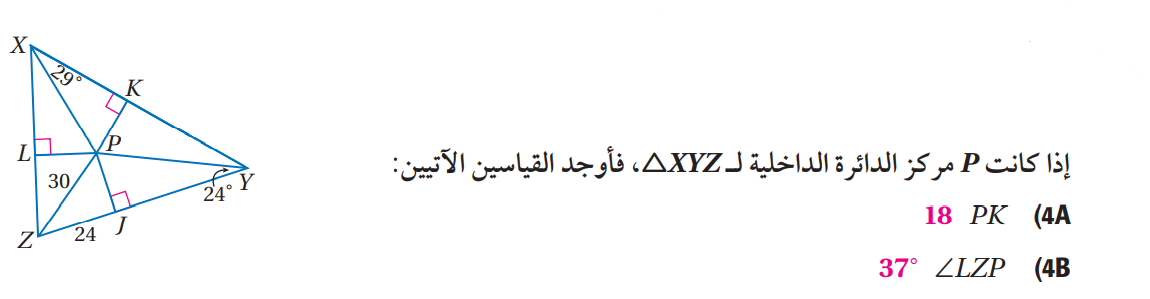 X
29°
K
P
L
30
24°
Y
J
24
Z
إذا كانت P مركز الدائرة الداخلية لـ △XYZ، فأوجد القياسين الآتيين:
(4A PK 18
(4B ∠LZP 37°